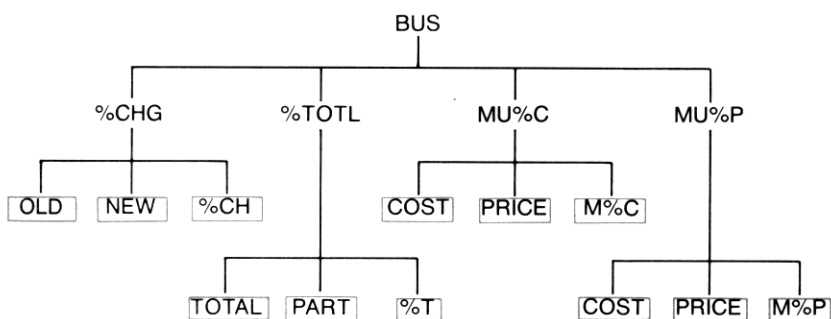 BUS
%CHG %TOTL MU%C MU%P
OLD NEW %CH COST PRICE M%C
TOTAL PART %T COST PRICE M%P